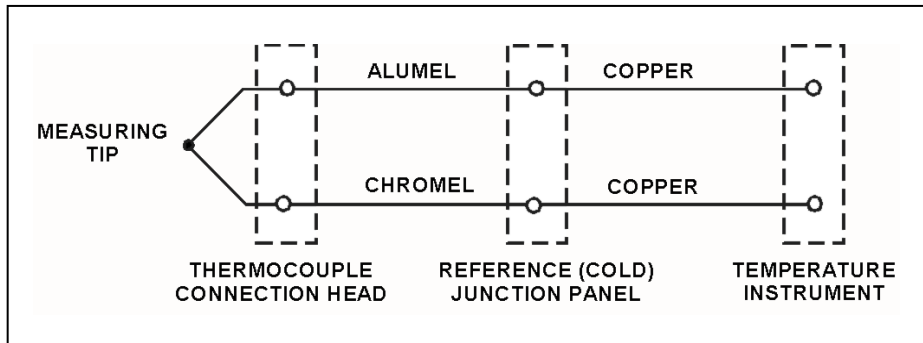 ALUMEL
COPPER
MEASURING
TIP
CHROMEL
COPPER
THERMOCOUPLE
CONNECTION HEAD
REFERENCE (COLD)
JUNCTION PANEL
TEMPERATURE
INSTRUMENT